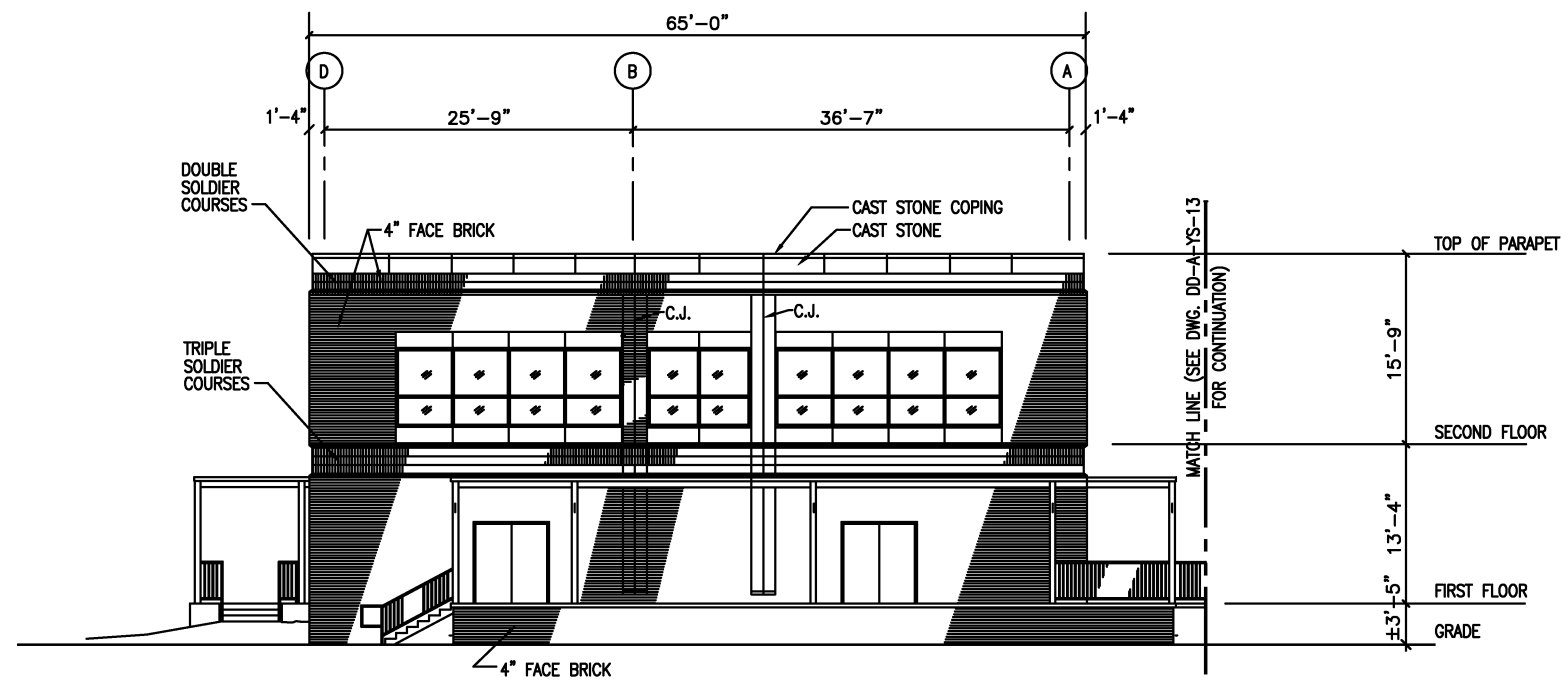 65'-0"
D
B
A
1'-4"
25'-9"
36'-7"
1'-4"
DOUBLE
SOLDIER
COURSES
4" FACE BRICK
CAST STONE COPING
CAST STONE
MATCH LINE (SEE DWG. DD-A-YS-13
FOR CONTINUATION)
TOP OF PARAPET
C.J.
C.J.
TRIPLE
SOLDIER
COURSES
15'-9"
SECOND FLOOR
13'-4"
FIRST FLOOR
±3'-5"
GRADE
4" FACE BRICK